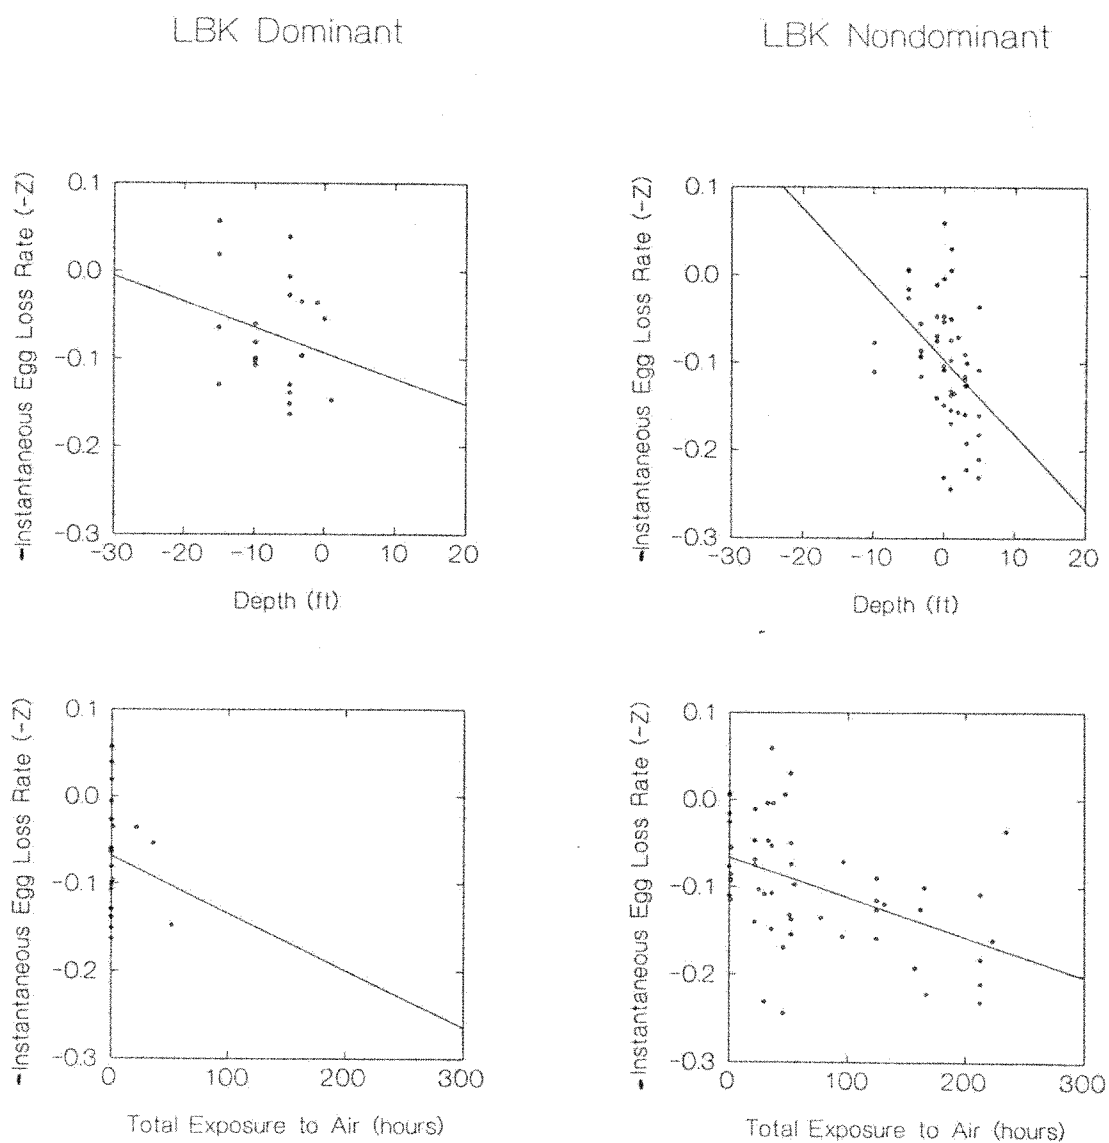 LBK Dominant
LBK Nondominant
-Instantaneous Egg Loss Rate (-Z)
0.1
0.0
-0.1
-0.2
-0.3
-30 -20 -10 0 10 20
Depth (ft)
-Instantaneous Egg Loss Rate (-Z)
0.1
0.0
-0.1
-0.2
-0.3
-30 -20 -10 0 10 20
Depth (ft)
-Instantaneous Egg Loss Rate (-Z)
0.1
0.0
-0.1
-0.2
-0.3
0 100 200 300
Total Exposure to Air (hours)
-Instantaneous Egg Loss Rate (-Z)
0.1
0.0
-0.1
-0.2
-0.3
0 100 200 300
Total Exposure to Air (hours)